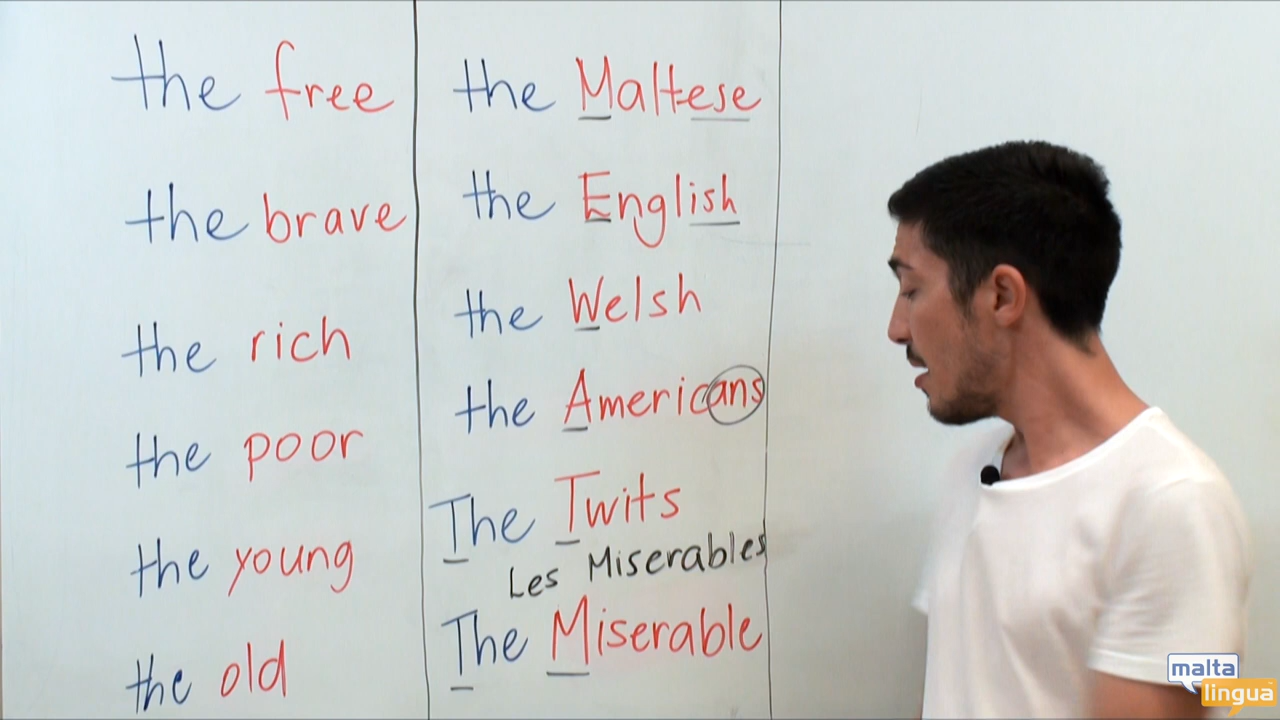 the free
the brave
the rich
the poor
the young
the old
the Maltese
the English
the Welsh
the Americans
The Twits
Les Miserables
The Miserable
malta
lingua